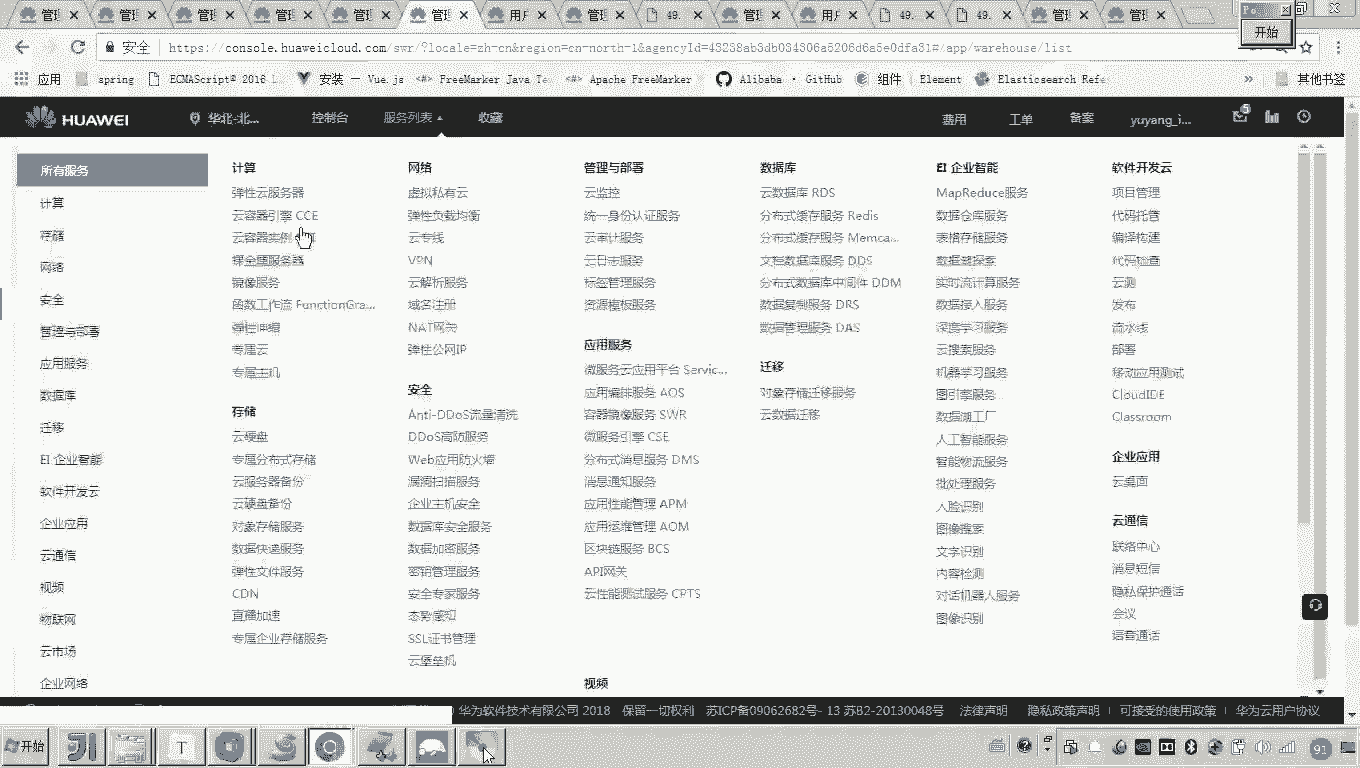 管理 管理 管理 管理 管理 管理 用户 管理 49. 管理 用户 49. 49. 管理 管理
开始
安全 https://console.huaweicloud.com/swr/?locale=zh-cn&region=cn-north-1&agencyId=43238ab3db034306a5206d6a5e0dfa31#/app/warehouse/list
应用 spring ECMAScript® 2016 L 安装 — Vue.js FreeMarker Java Te Apache FreeMarker Alibaba · GitHub 组件 | Element Elasticsearch Refe » 其他书签
HUAWEI 华北-北... 控制台 服务列表 收藏 费用 工单 备案 yuyang_i... 5
所有服务
计算
存储
网络
安全
管理与部署
应用服务
数据库
迁移
EI 企业智能
软件开发云
企业应用
云通信
视频
物联网
云市场
企业网络
计算
弹性云服务器
云容器引擎 CCE
云容器实例
裸金属服务器
镜像服务
函数工作流 FunctionGra...
弹性伸缩
专属云
专属主机
存储
云硬盘
专属分布式存储
云服务器备份
云硬盘备份
对象存储服务
数据快递服务
弹性文件服务
CDN
直播加速
专属企业存储服务
网络
虚拟私有云
弹性负载均衡
云专线
VPN
云解析服务
域名注册
NAT网关
弹性公网IP
安全
Anti-DDoS流量清洗
DDoS高防服务
Web应用防火墙
漏洞扫描服务
企业主机安全
数据库安全服务
数据加密服务
密钥管理服务
安全专家服务
态势感知
SSL证书管理
云堡垒机
管理与部署
云监控
统一身份认证服务
云审计服务
云日志服务
标签管理服务
资源模板服务
应用服务
微服务云应用平台 Servic...
应用编排服务 AOS
容器镜像服务 SWR
微服务引擎 CSE
分布式消息服务 DMS
消息通知服务
应用性能管理 APM
应用运维管理 AOM
区块链服务 BCS
API网关
云性能测试服务 CPTS
视频
数据库
云数据库 RDS
分布式缓存服务 Redis
分布式缓存服务 Memca...
文档数据库服务 DDS
分布式数据库中间件 DDM
数据复制服务 DRS
数据管理服务 DAS
迁移
对象存储迁移服务
云数据迁移
EI 企业智能
MapReduce服务
数据仓库服务
表格存储服务
数据湖探索
实时流计算服务
数据接入服务
深度学习服务
云搜索服务
机器学习服务
图引擎服务
数据湖工厂
人工智能服务
智能物流服务
批处理服务
人脸识别
图像搜索
文字识别
内容检测
对话机器人服务
图像识别
软件开发云
项目管理
代码托管
编译构建
代码检查
云测
发布
流水线
部署
移动应用测试
CloudIDE
Classroom
企业应用
云桌面
云通信
联络中心
消息短信
隐私保护通话
会议
语音通话
华为软件技术有限公司 2018 保留一切权利 苏ICP备09062682号- 13 苏B2-20130048号 法律声明 隐私政策声明 | 可接受的使用政策 | 华为云用户协议
开始 T 91